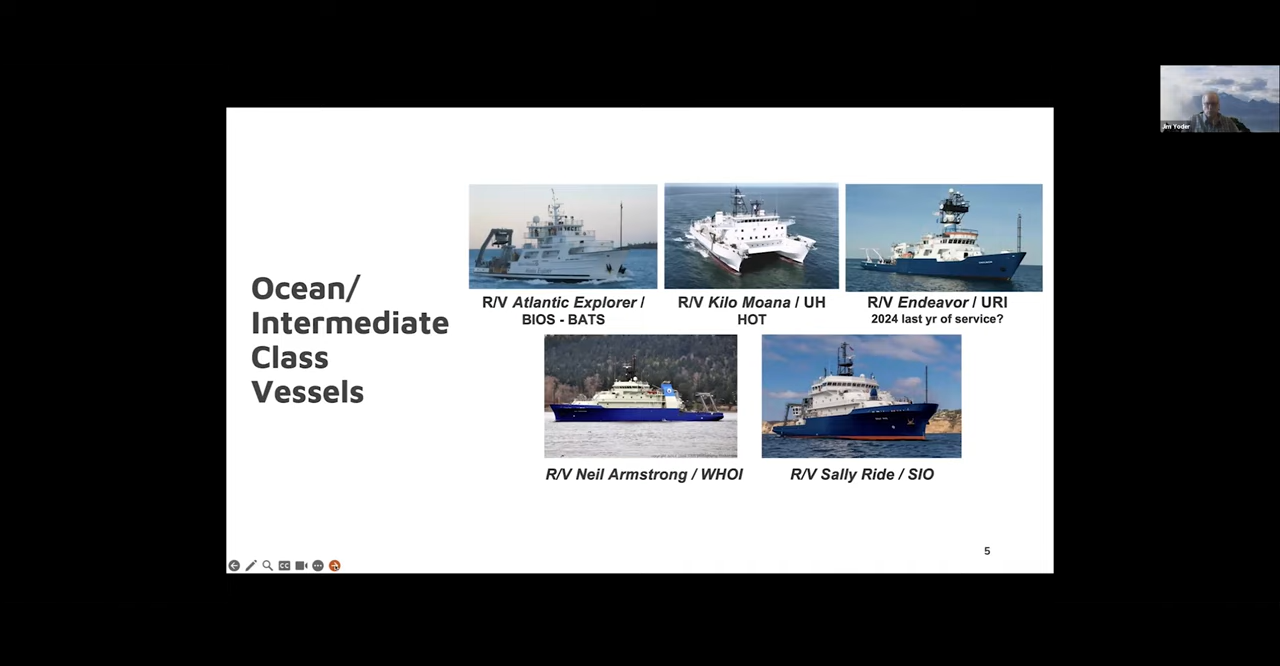 Jim Yoder
Ocean/
Intermediate
Class
Vessels
R/V Atlantic Explorer /
BIOS - BATS
R/V Kilo Moana / UH
HOT
R/V Endeavor / URI
2024 last yr of service?
R/V Neil Armstrong / WHOI
R/V Sally Ride / SIO
5